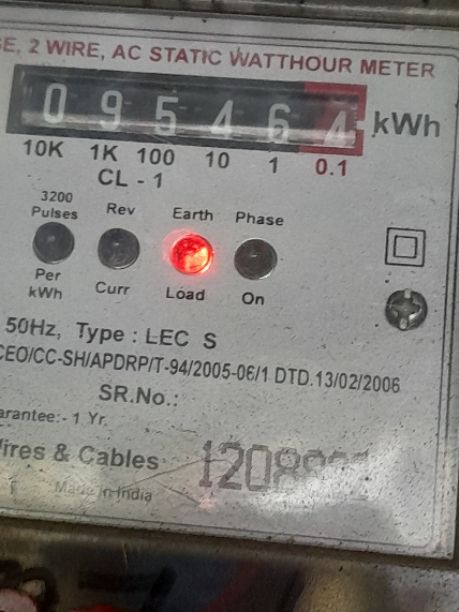 SE, 2 WIRE, AC STATIC WATTHOUR METER
0 9 5 4 6 4 kWh
10K 1K 100 10 1 0.1
CL - 1
3200
Pulses Rev Earth Phase
Per
kWh Curr Load On
50Hz, Type : LEC S
CEO/CC-SH/APDRP/T-94/2005-06/1 DTD.13/02/2006
SR.No.:
arantee:- 1 Yr.
Wires & Cables
Made in India